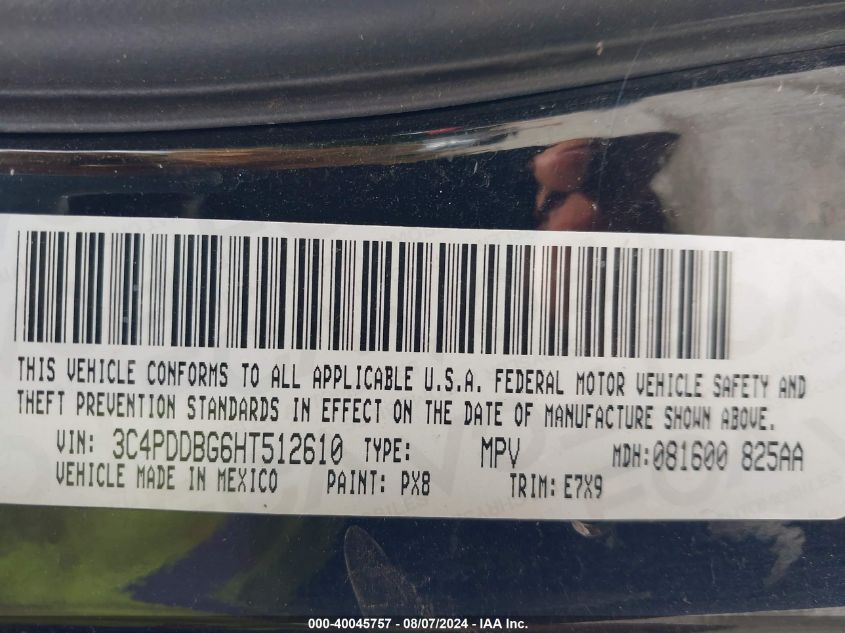 THIS VEHICLE CONFORMS TO ALL APPLICABLE U.S.A. FEDERAL MOTOR VEHICLE SAFETY AND
THEFT PREVENTION STANDARDS IN EFFECT ON THE DATE OF MANUFACTURE SHOWN ABOVE.
VIN: 3C4PDDBG6HT512610 TYPE: MPV MDH: 081600 825AA
VEHICLE MADE IN MEXICO PAINT: PX8 TRIM: E7X9
000-40045757 - 08/07/2024 - IAA Inc.